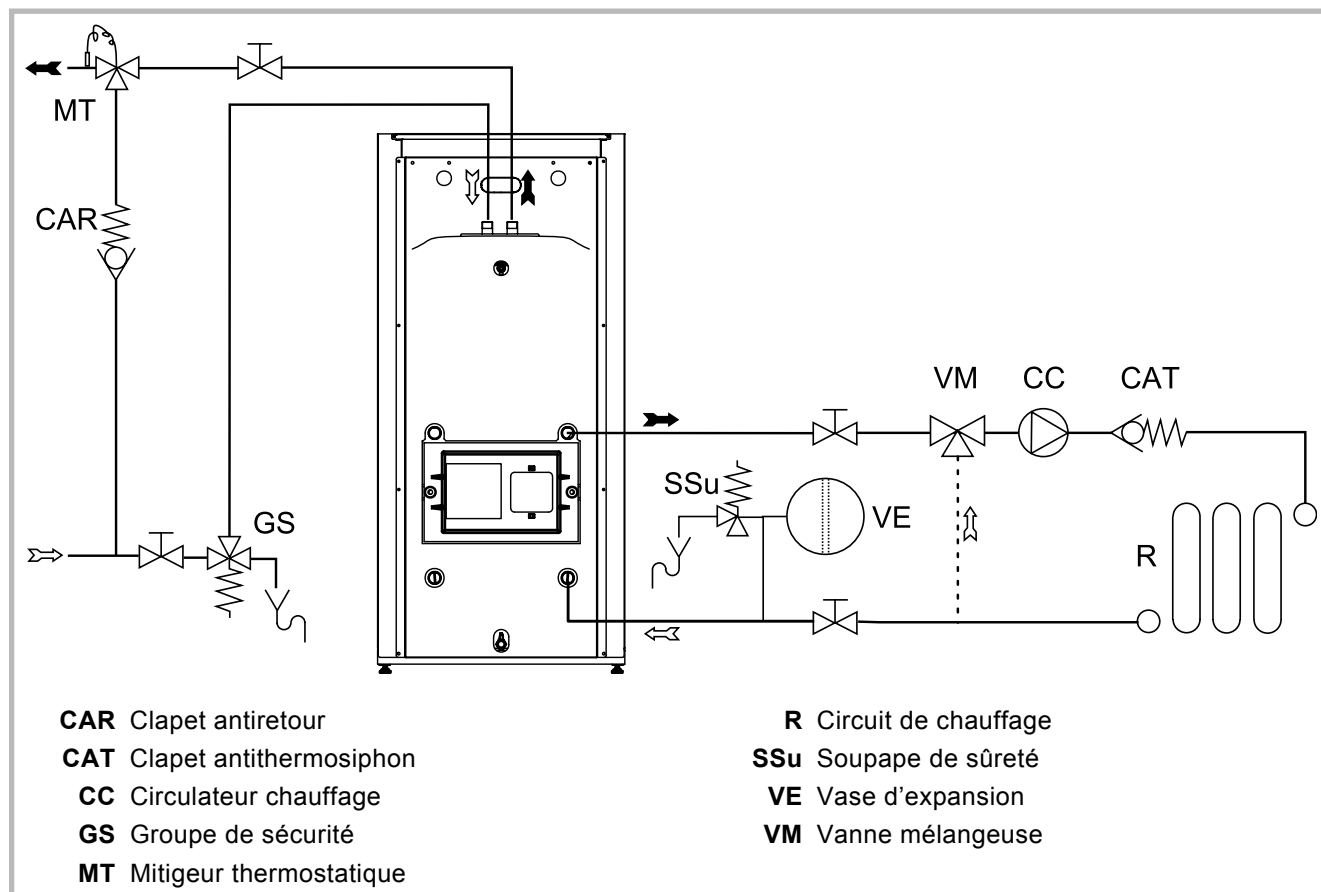 MT
CAR
GS
VM
CC
CAT
SSu
VE
R
CAR Clapet antiretour
CAT Clapet antithermosiphon
CC Circulateur chauffage
GS Groupe de sécurité
MT Mitigeur thermostatique
R Circuit de chauffage
SSu Soupape de sûreté
VE Vase d’expansion
VM Vanne mélangeuse